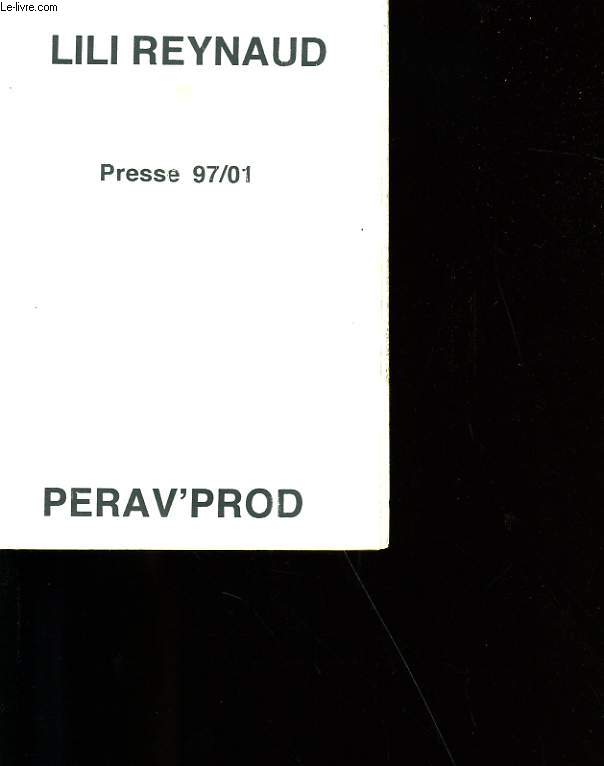 Le-livre.com
LILI REYNAUD
Presse 97/01
PERAV'PROD